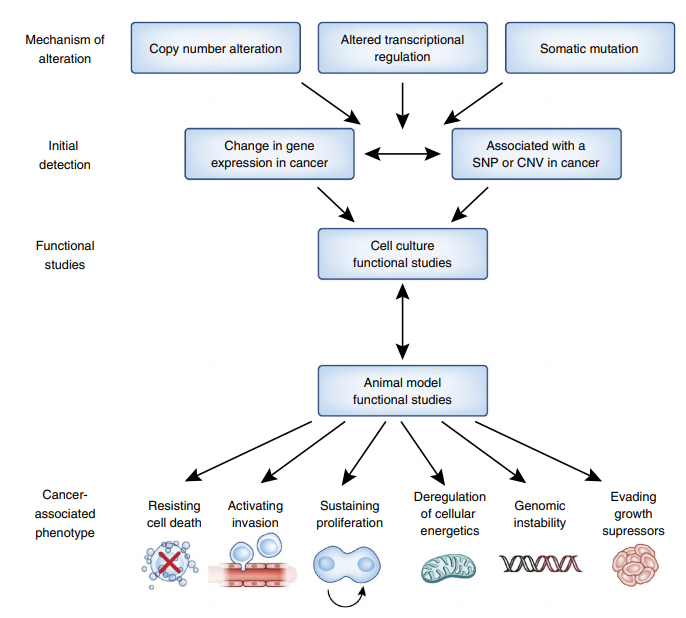 Mechanism of
alteration
Copy number alteration
Altered transcriptional
regulation
Somatic mutation
Initial
detection
Change in gene
expression in cancer
Associated with a
SNP or CNV in cancer
Functional
studies
Cell culture
functional studies
Animal model
functional studies
Cancer-
associated
phenotype
Resisting
cell death
Activating
invasion
Sustaining
proliferation
Deregulation
of cellular
energetics
Genomic
instability
Evading
growth
supressors